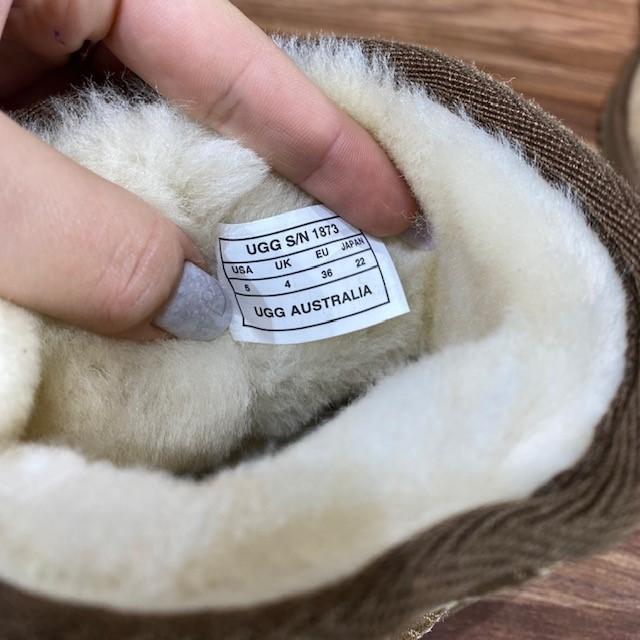 UGG S/N 1873
USA UK EU JAPAN
5 4 36 22
UGG AUSTRALIA